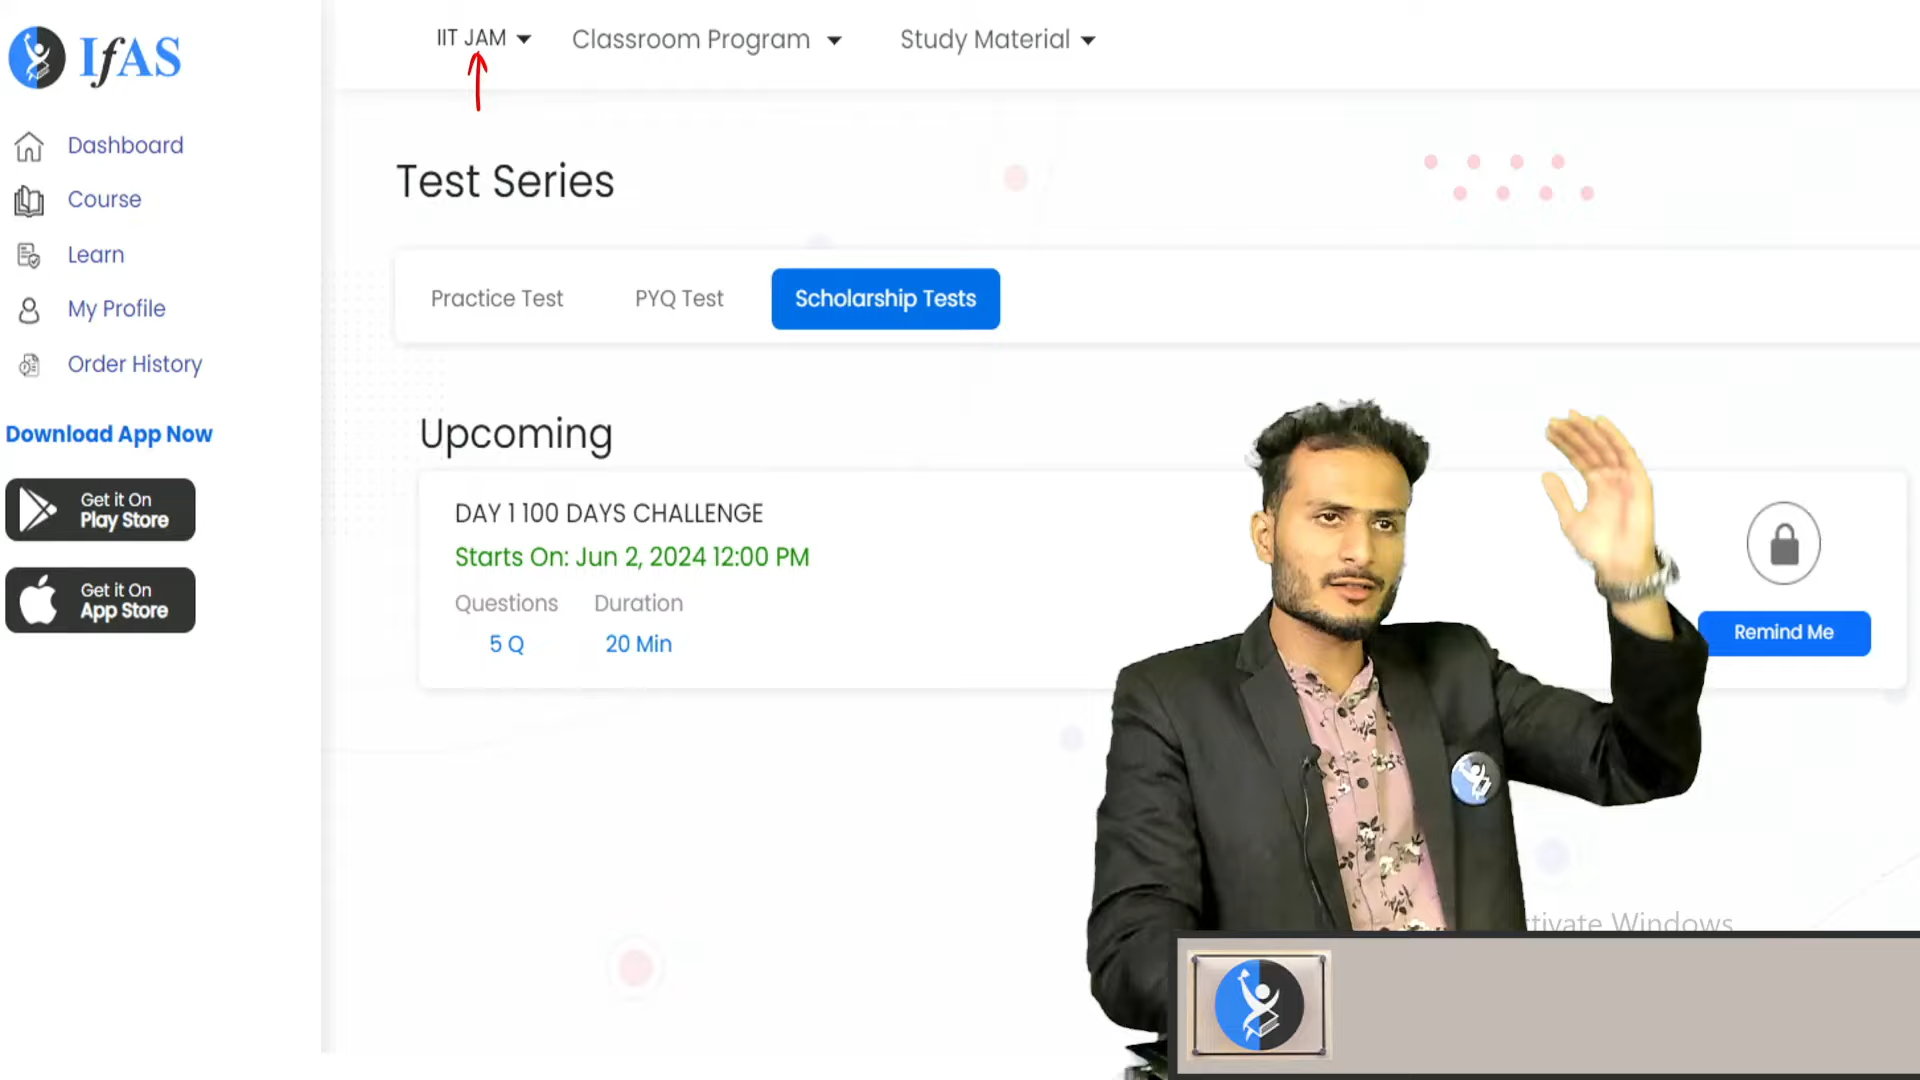 IfAS
IIT JAM
Classroom Program
Study Material
Dashboard
Course
Learn
My Profile
Order History
Download App Now
Get it On
Play Store
Get it On
App Store
Test Series
Practice Test
PYQ Test
Scholarship Tests
Upcoming
DAY 1 100 DAYS CHALLENGE
Starts On: Jun 2, 2024 12:00 PM
Questions
Duration
5 Q
20 Min
Remind Me
tivate Windows